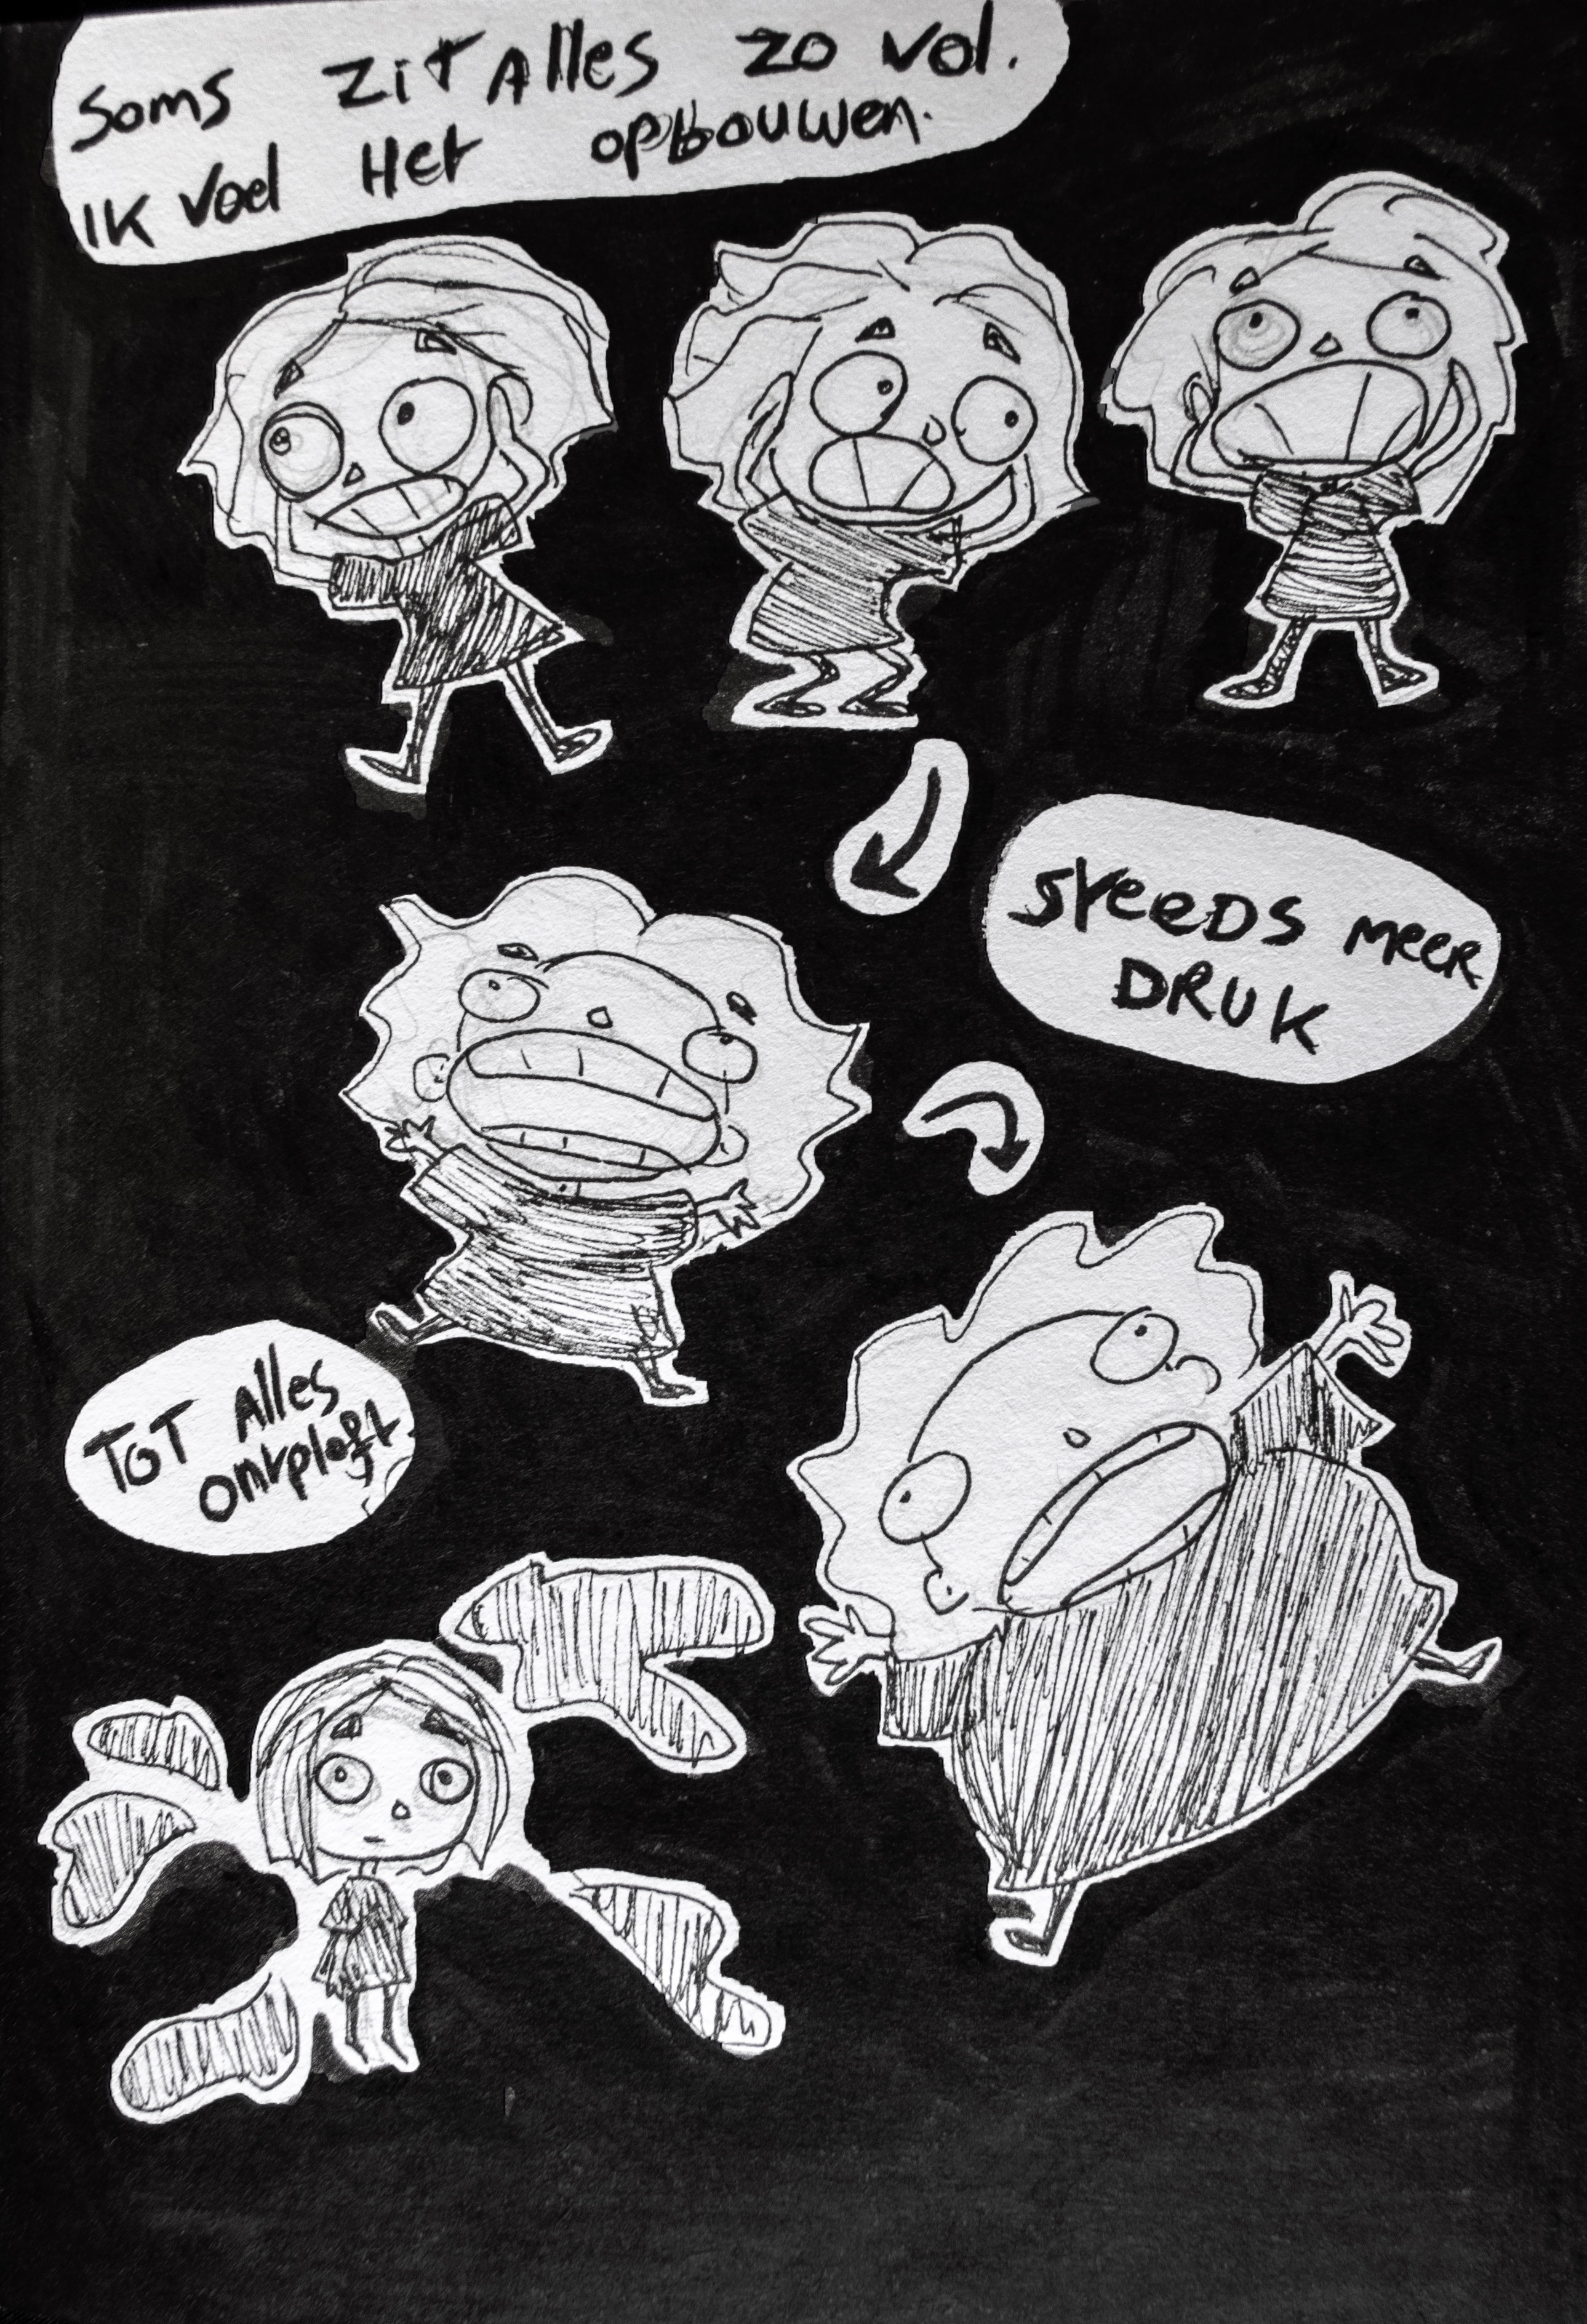 Soms zit Alles zo vol.
IK voel Het opbouwen.
steeds meer
DRUK
TOT Alles
ontploft